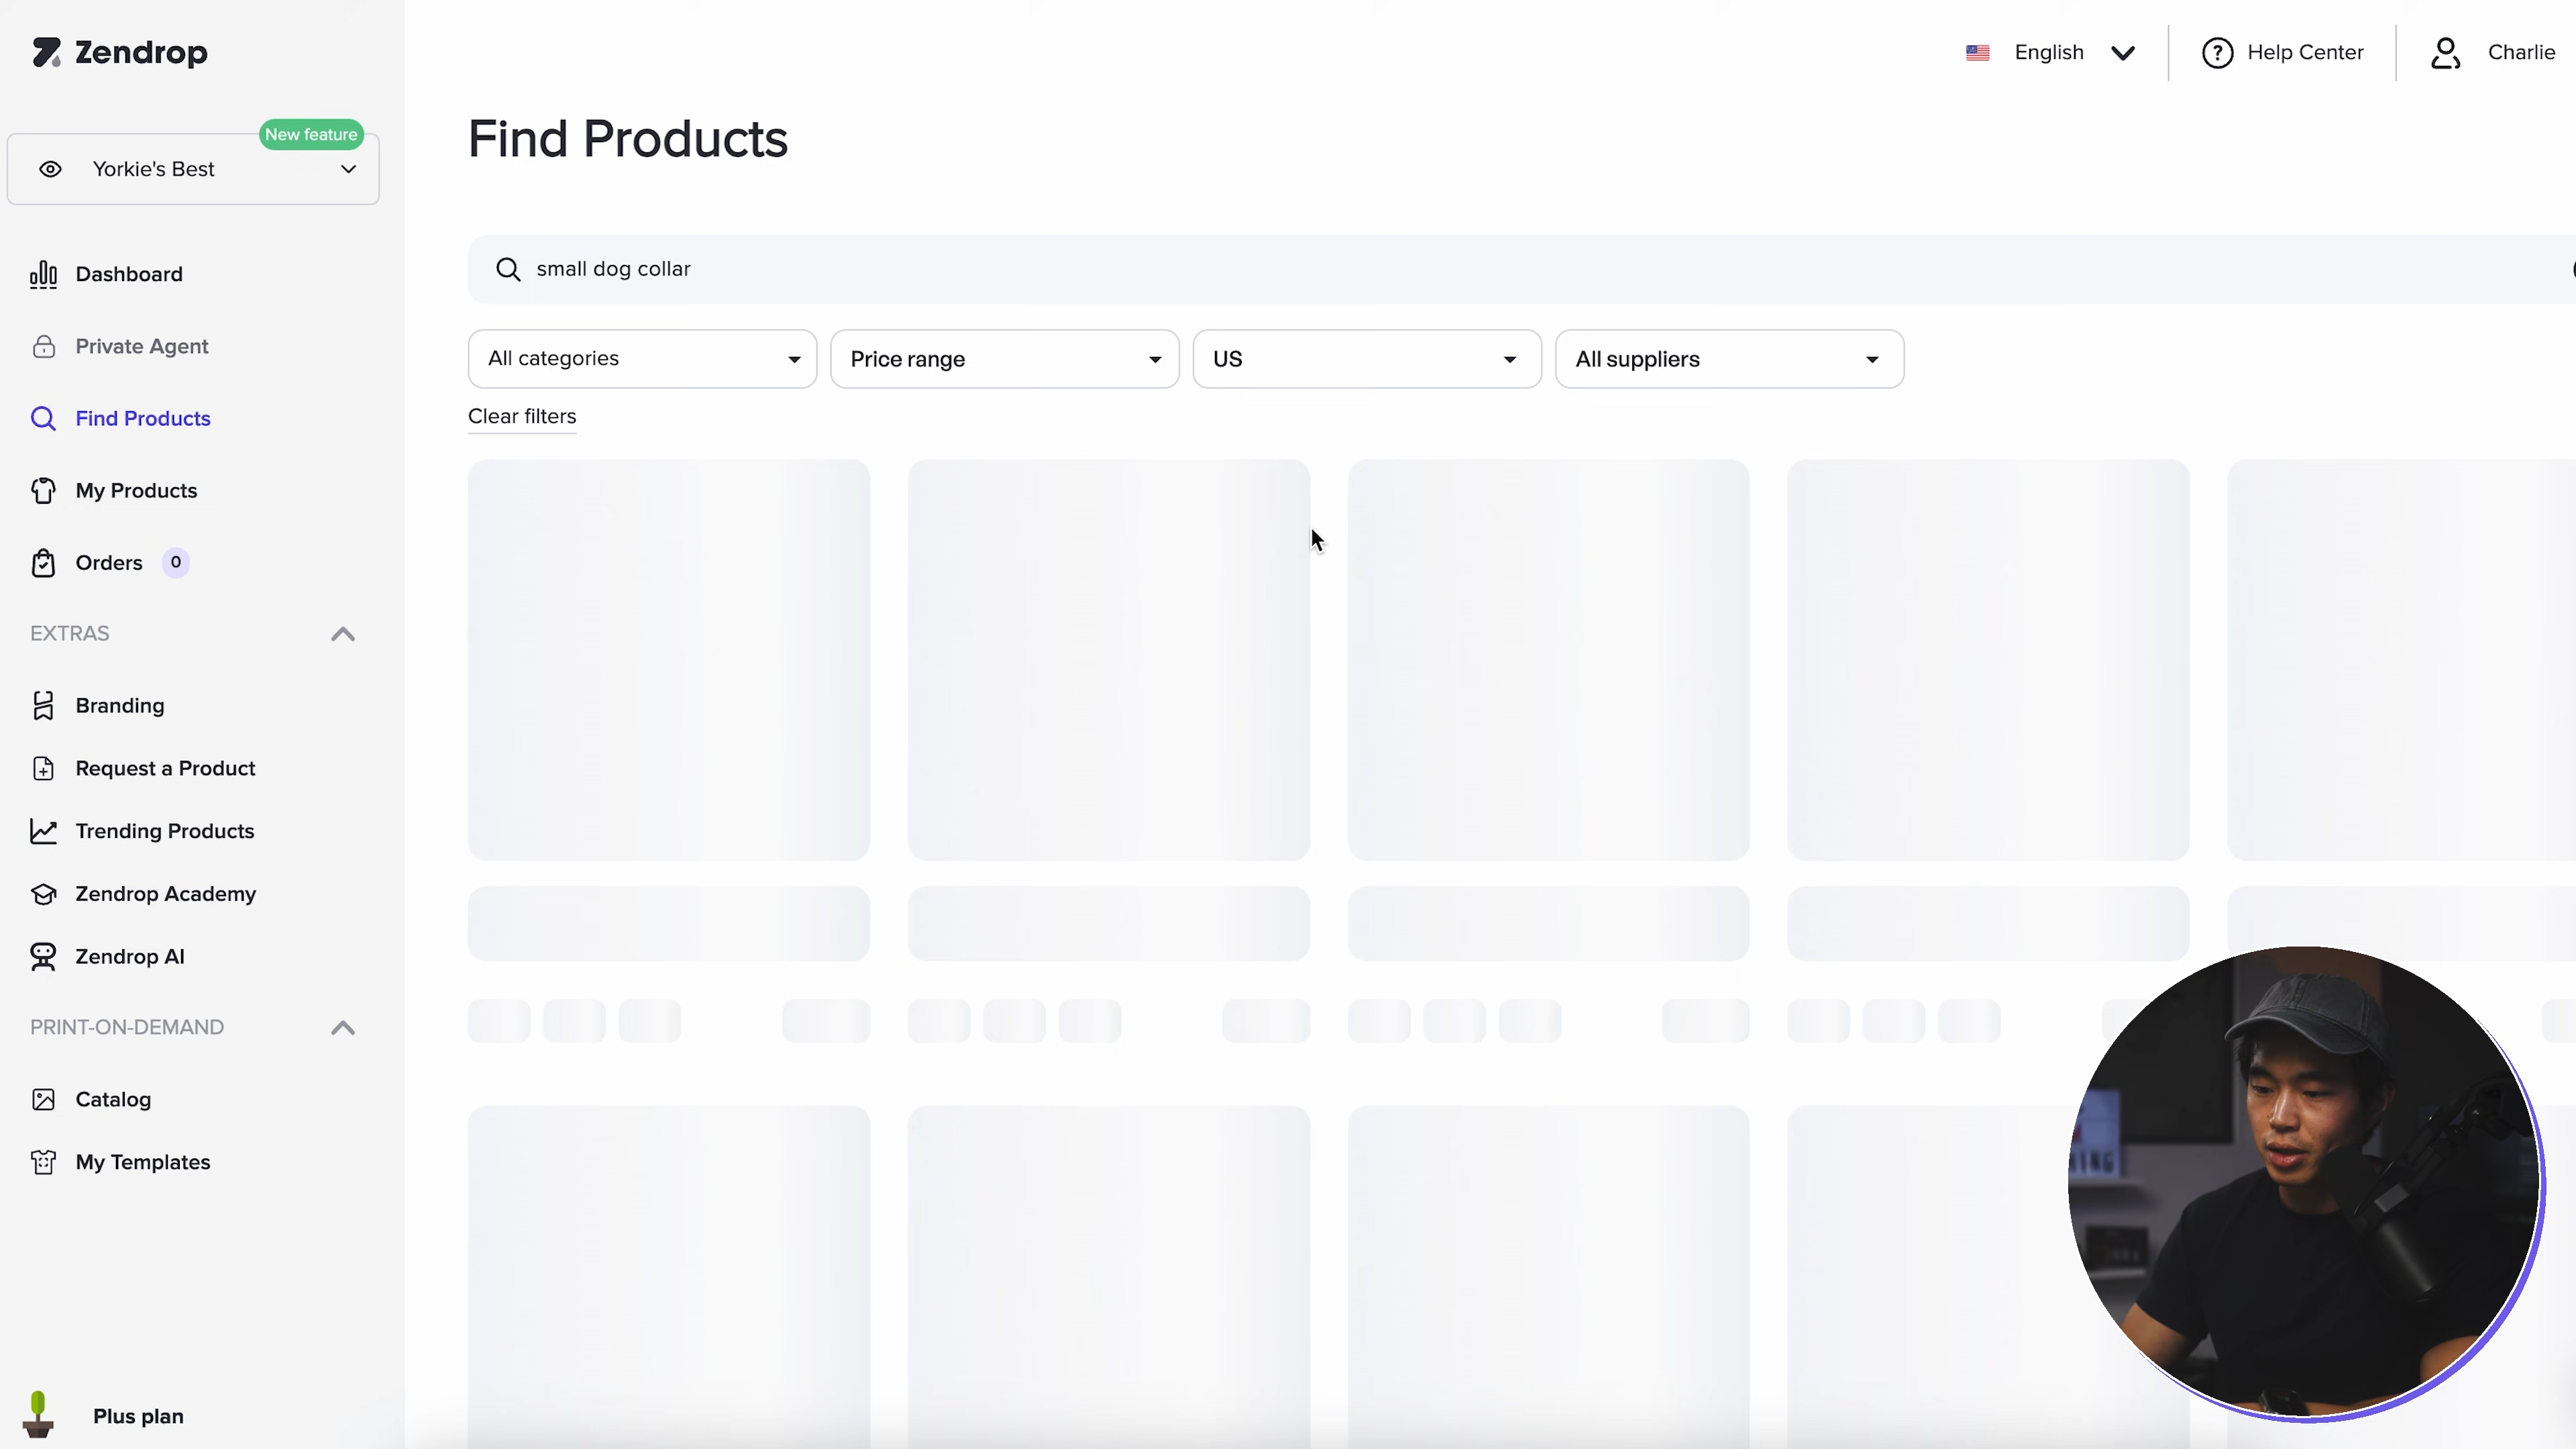 Zendrop
English
Help Center
Charlie
New feature
Yorkie's Best
Find Products
small dog collar
Dashboard
Private Agent
Find Products
My Products
Orders 0
EXTRAS
Branding
Request a Product
Trending Products
Zendrop Academy
Zendrop AI
PRINT-ON-DEMAND
Catalog
My Templates
Plus plan
All categories
Price range
US
All suppliers
Clear filters